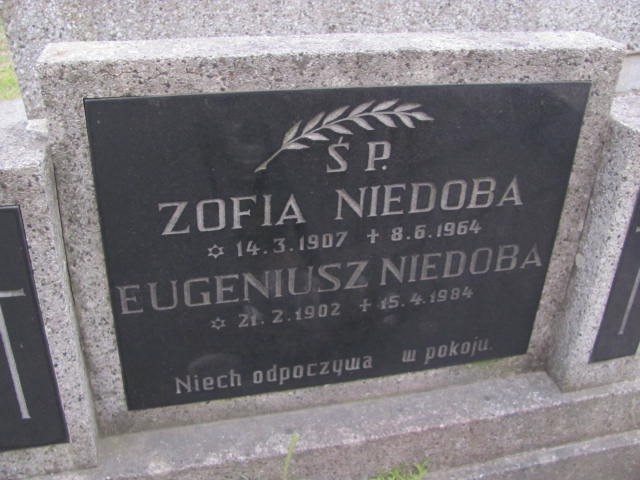 Ś P.
ZOFIA NIEDOBA
✡ 14.3.1907 + 8.6.1964
EUGENIUSZ NIEDOBA
✡ 21.2.1902 + 15.4.1984
Niech odpoczywa w pokoju.